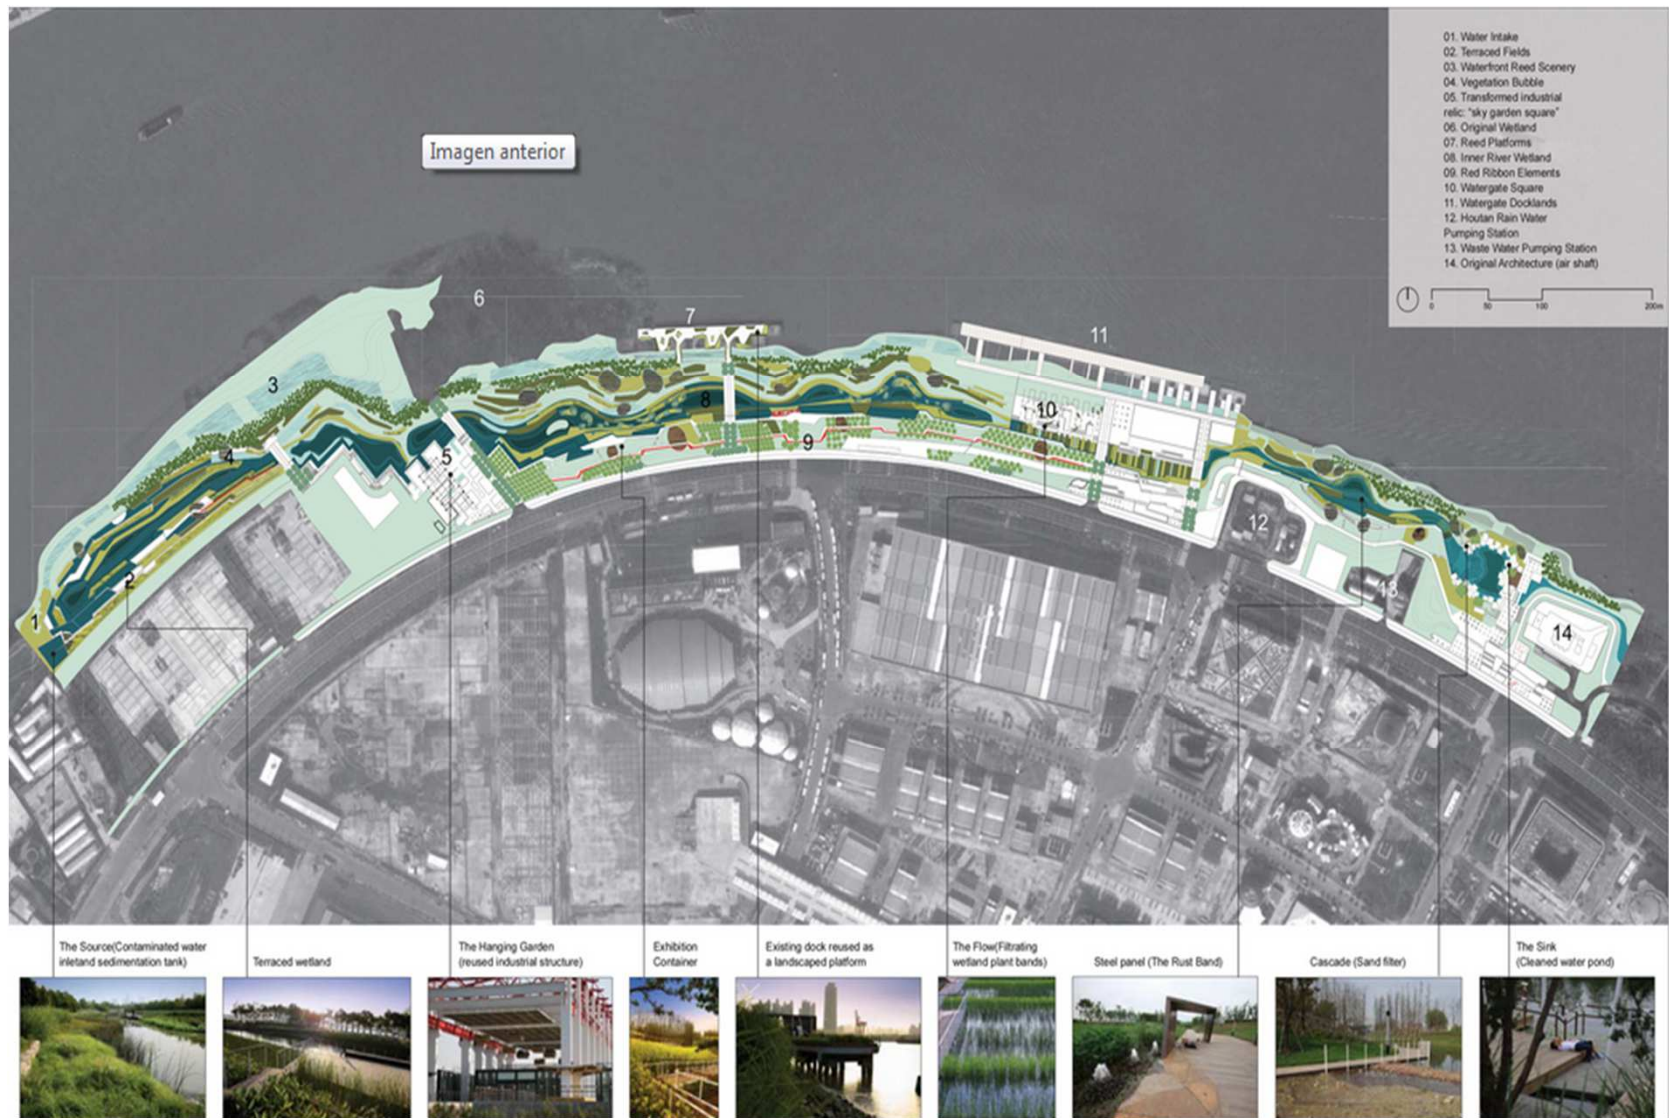 01. Water Intake
02. Terraced Fields
03. Waterfront Reed Scenery
04. Vegetation Bubble
05. Transformed industrial
relic: "sky garden square"
06. Original Wetland
07. Reed Platforms
08. Inner River Wetland
09. Red Ribbon Elements
10. Watergate Square
11. Watergate Docklands
12. Houtan Rain Water
Pumping Station
13. Waste Water Pumping Station
14. Original Architecture (air shaft)
0 50 100 200m
Imagen anterior
6
7
11
3
8
10
4
5
9
12
2
13
1
14
The Source(Contaminated water
inletand sedimentation tank)
Terraced wetland
The Hanging Garden
(reused industrial structure)
Exhibition
Container
Existing dock reused as
a landscaped platform
The Flow(Filtrating
wetland plant bands)
Steel panel (The Rust Band)
Cascade (Sand filter)
The Sink
(Cleaned water pond)